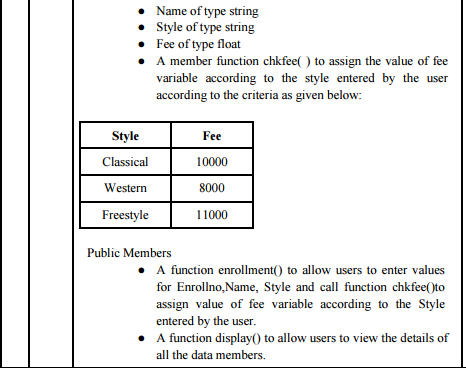 • Name of type string
• Style of type string
• Fee of type float
• A member function chkfee( ) to assign the value of fee
variable according to the style entered by the user
according to the criteria as given below:
Style Fee
Classical 10000
Western 8000
Freestyle 11000
Public Members
• A function enrollment() to allow users to enter values
for Enrollno,Name, Style and call function chkfee()to
assign value of fee variable according to the Style
entered by the user.
• A function display() to allow users to view the details of
all the data members.